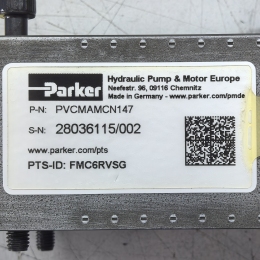 Parker
Hydraulic Pump & Motor Europe
Neefestr. 96, 09116 Chemnitz
Made in Germany - www.parker.com/pmde
P-N: PVCMAMCN147
S-N: 28036115/002
www.parker.com/pts
PTS-ID: FMC6RVSG